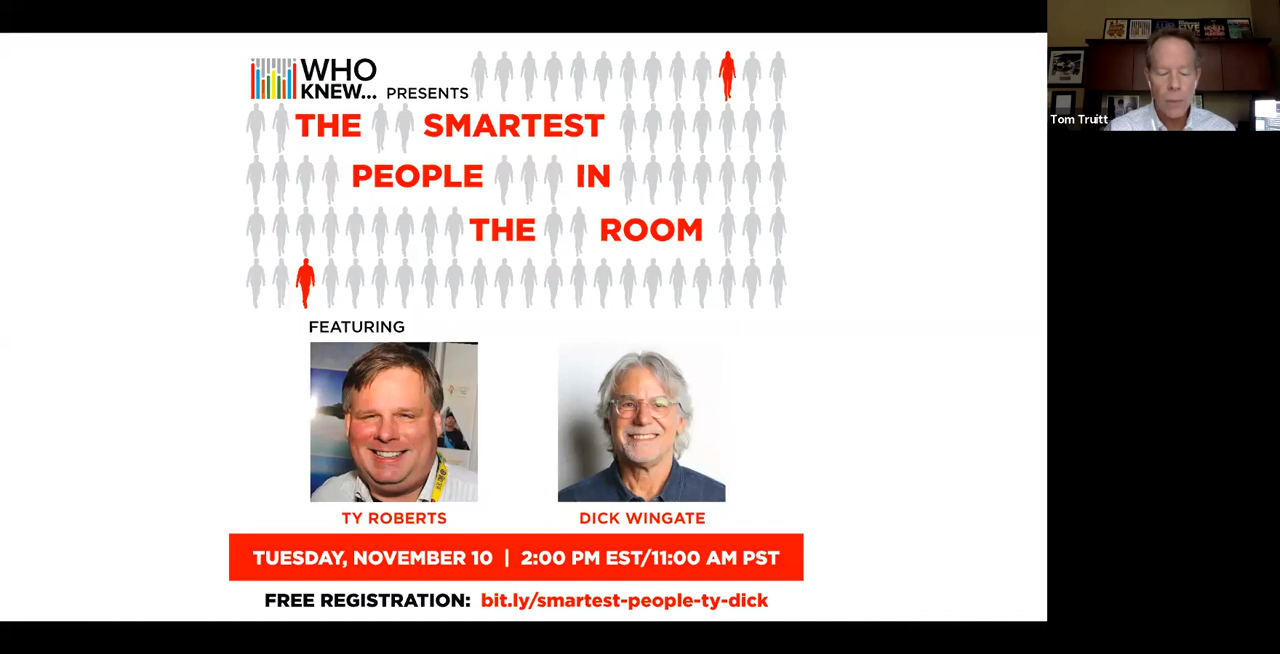 WHO
KNEW... PRESENTS
THE SMARTEST
PEOPLE IN
THE ROOM
FEATURING
TY ROBERTS
DICK WINGATE
TUESDAY, NOVEMBER 10 | 2:00 PM EST/11:00 AM PST
FREE REGISTRATION: bit.ly/smartest-people-ty-dick
Tom Truitt